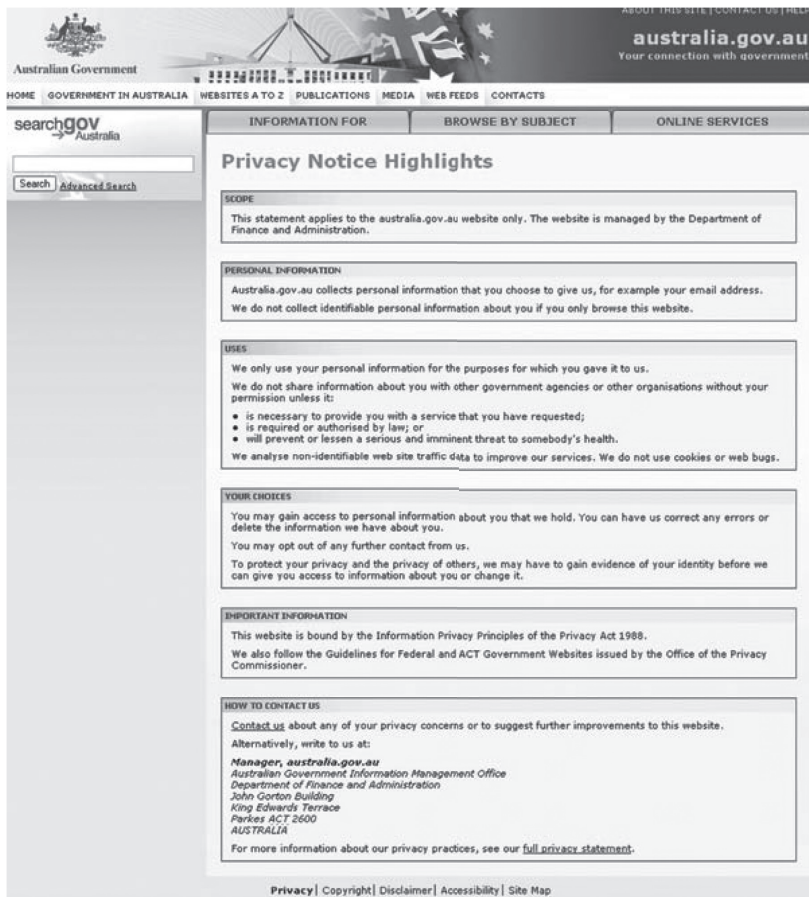 ABOUT THIS SITE | CONTACT US | HELP
australia.gov.au
Your connection with government
Australian Government
HOME GOVERNMENT IN AUSTRALIA WEBSITES A TO Z PUBLICATIONS MEDIA WEB FEEDS CONTACTS
searchgov
Australia
Search Advanced Search
INFORMATION FOR BROWSE BY SUBJECT ONLINE SERVICES
Privacy Notice Highlights
SCOPE
This statement applies to the australia.gov.au website only. The website is managed by the Department of
Finance and Administration.
PERSONAL INFORMATION
Australia.gov.au collects personal information that you choose to give us, for example your email address.
We do not collect identifiable personal information about you if you only browse this website.
USES
We only use your personal information for the purposes for which you gave it to us.
We do not share information about you with other government agencies or other organisations without your
permission unless it:
• is necessary to provide you with a service that you have requested;
• is required or authorised by law; or
• will prevent or lessen a serious and imminent threat to somebody's health.
We analyse non-identifiable web site traffic data to improve our services. We do not use cookies or web bugs.
YOUR CHOICES
You may gain access to personal information about you that we hold. You can have us correct any errors or
delete the information we have about you.
You may opt out of any further contact from us.
To protect your privacy and the privacy of others, we may have to gain evidence of your identity before we
can give you access to information about you or change it.
IMPORTANT INFORMATION
This website is bound by the Information Privacy Principles of the Privacy Act 1988.
We also follow the Guidelines for Federal and ACT Government Websites issued by the Office of the Privacy
Commissioner.
HOW TO CONTACT US
Contact us about any of your privacy concerns or to suggest further improvements to this website.
Alternatively, write to us at:
Manager, australia.gov.au
Australian Government Information Management Office
Department of Finance and Administration
John Gorton Building
King Edwards Terrace
Parkes ACT 2600
AUSTRALIA
For more information about our privacy practices, see our full privacy statement.
Privacy | Copyright | Disclaimer | Accessibility | Site Map